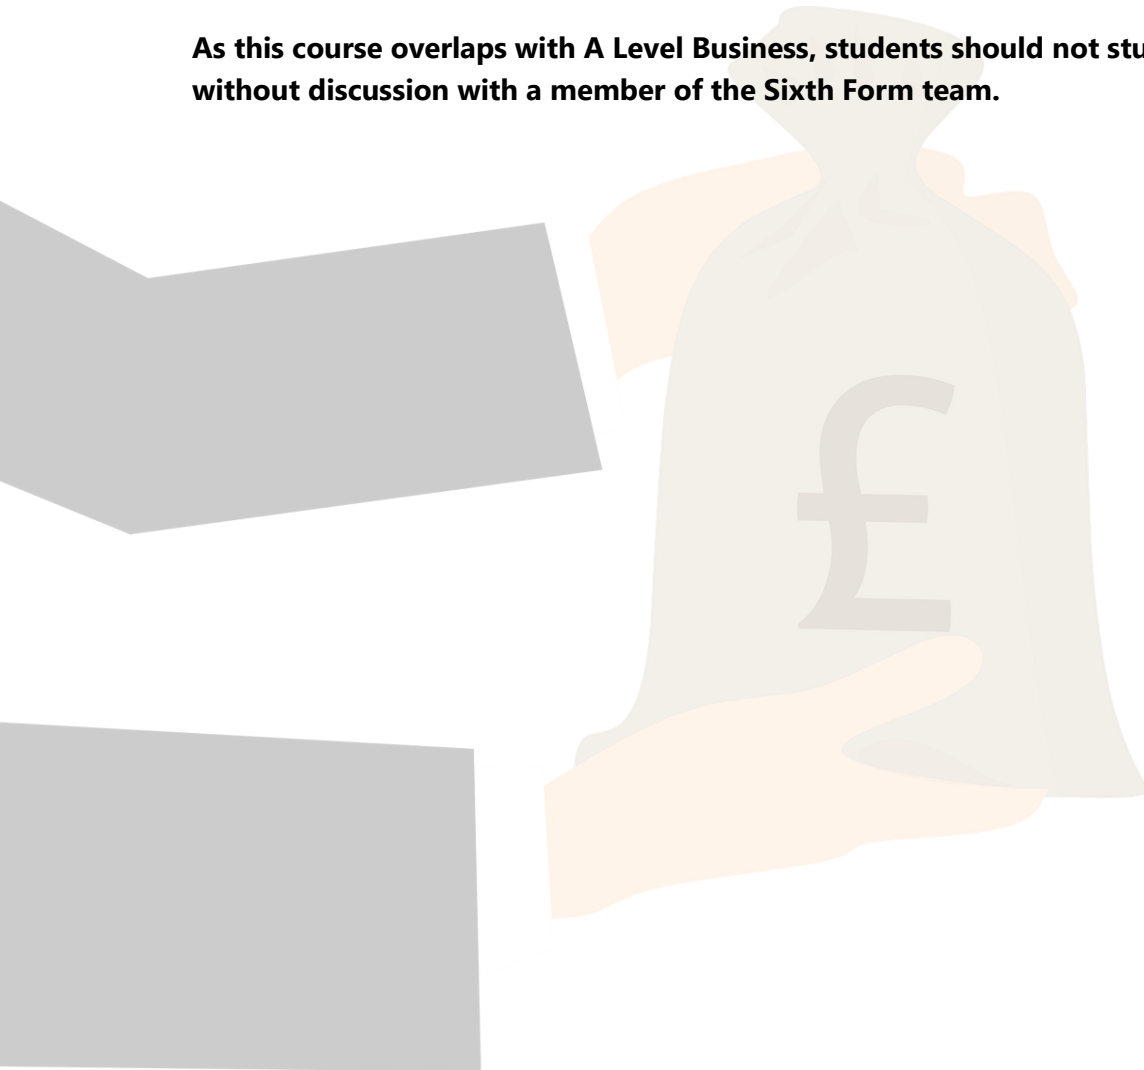 As this course overlaps with A Level Business, students should not
without discussion with a member of the Sixth Form team.
£